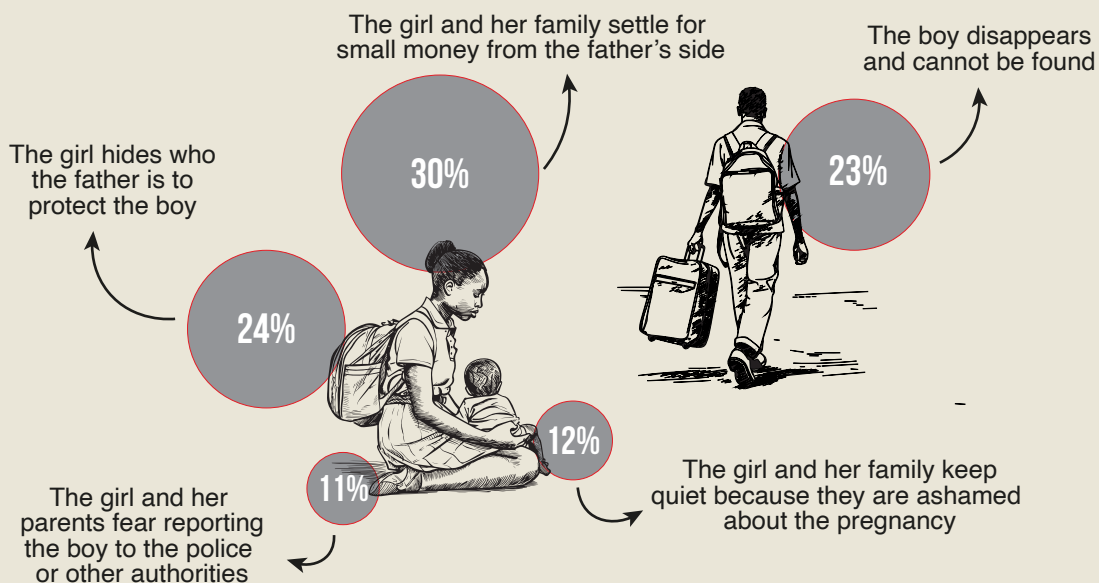 The girl and her family settle for
small money from the father’s side
30%
The boy disappears
and cannot be found
23%
The girl hides who
the father is to
protect the boy
24%
12%
The girl and her family keep
quiet because they are ashamed
about the pregnancy
11%
The girl and her
parents fear reporting
the boy to the police
or other authorities